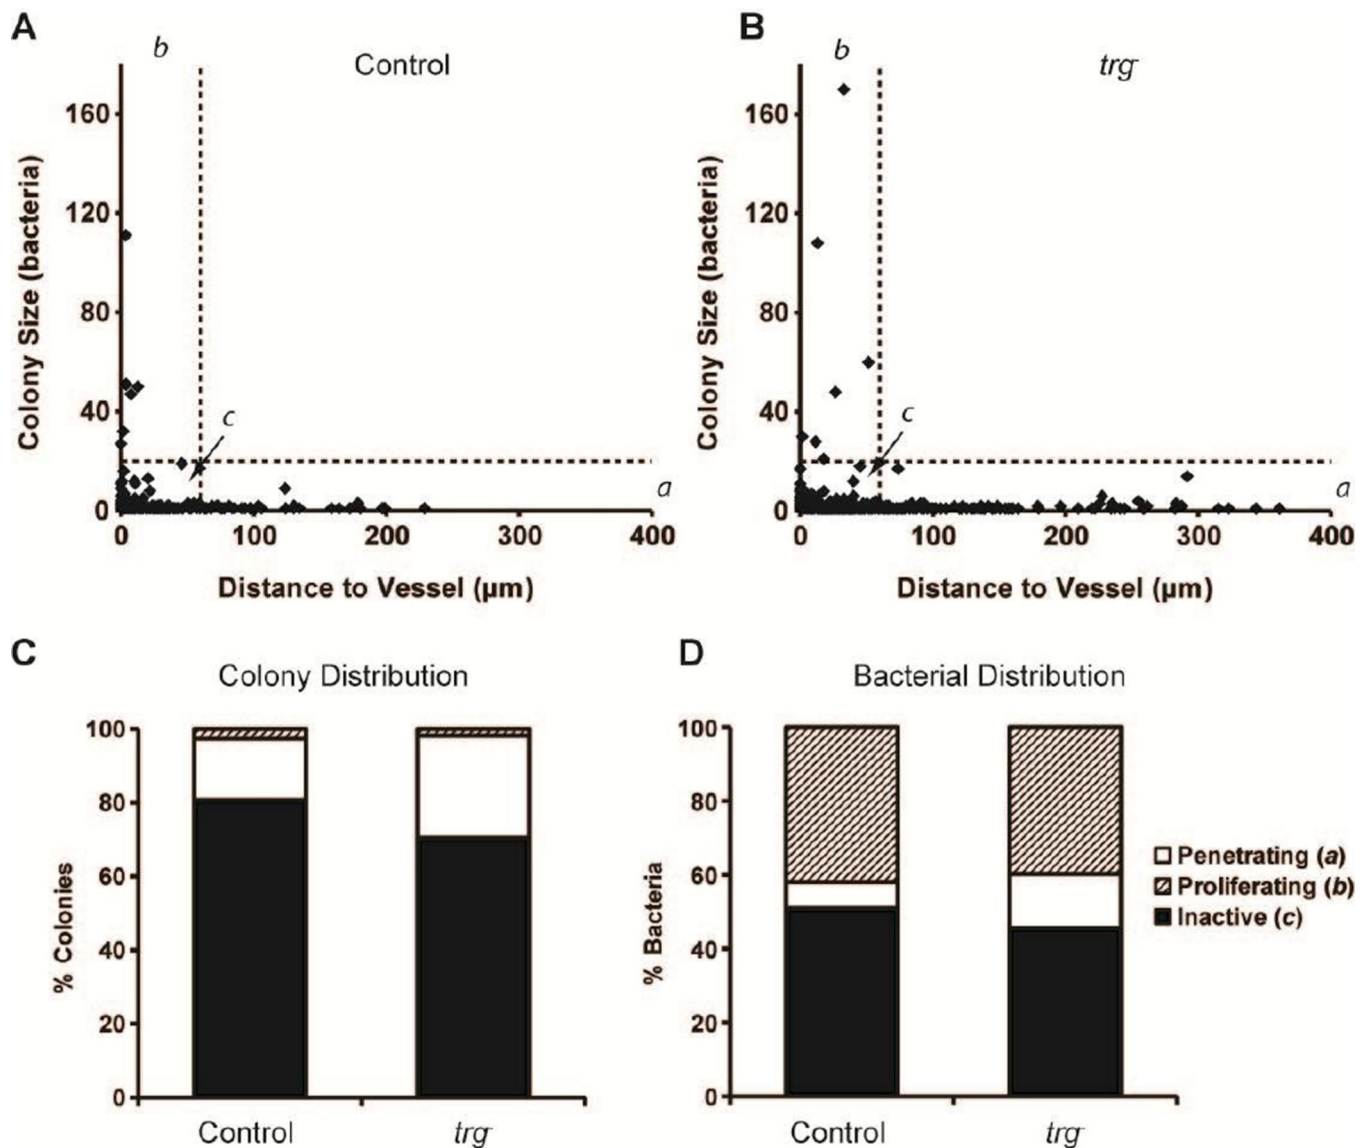 A
b
Control
Colony Size (bacteria)
160
120
80
40
0
c
a
0 100 200 300 400
Distance to Vessel (µm)
B
b
trg-
Colony Size (bacteria)
160
120
80
40
0
c
a
0 100 200 300 400
Distance to Vessel (µm)
C
Colony Distribution
% Colonies
100
80
60
40
20
0
Control trg-
D
Bacterial Distribution
% Bacteria
100
80
60
40
20
0
Control trg-
Penetrating (a)
Proliferating (b)
Inactive (c)